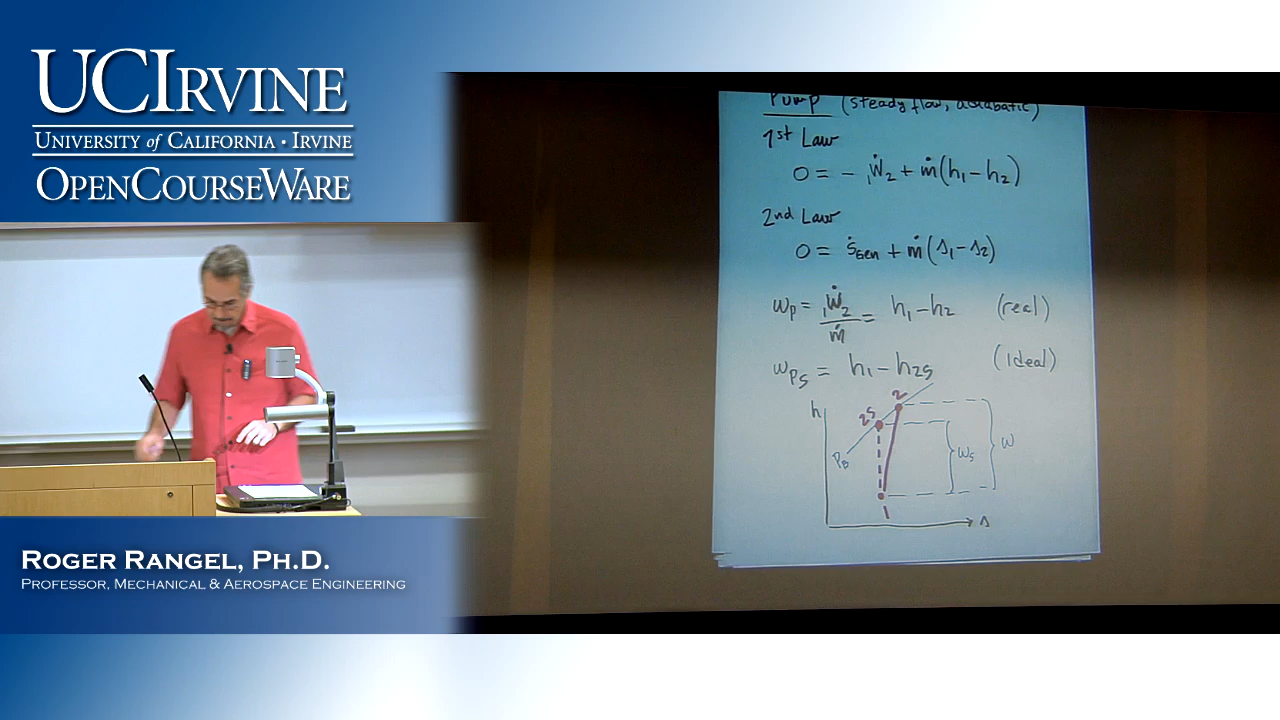 UCIRVINE
UNIVERSITY of CALIFORNIA · IRVINE
OPENCOURSEWARE
ROGER RANGEL, PH.D.
PROFESSOR, MECHANICAL & AEROSPACE ENGINEERING
Pump (steady flow, adiabatic)
1st Law
0 = - ₁Ẇ₂ + ṁ(h₁ - h₂)
2nd Law
0 = ṡGen + ṁ(s₁ - s₂)
wp = ₁Ẇ₂/ṁ = h₁ - h₂ (real)
wps = h₁ - h₂s (ideal)
h
2s 2
PB
ws w
1
s